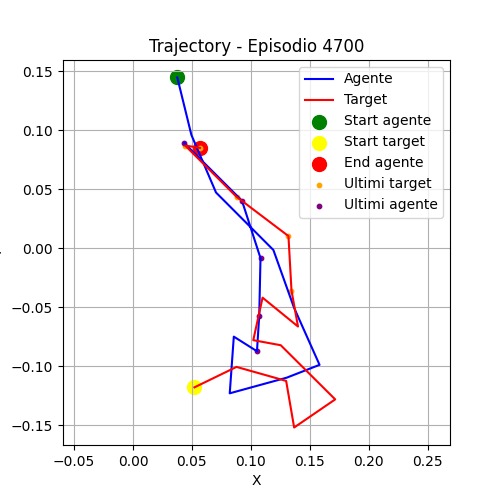 Trajectory - Episodio 4700
Agente
Target
Start agente
Start target
End agente
Ultimi target
Ultimi agente
0.15
0.10
0.05
0.00
−0.05
−0.10
−0.15
−0.05
0.00
0.05
0.10
0.15
0.20
0.25
X